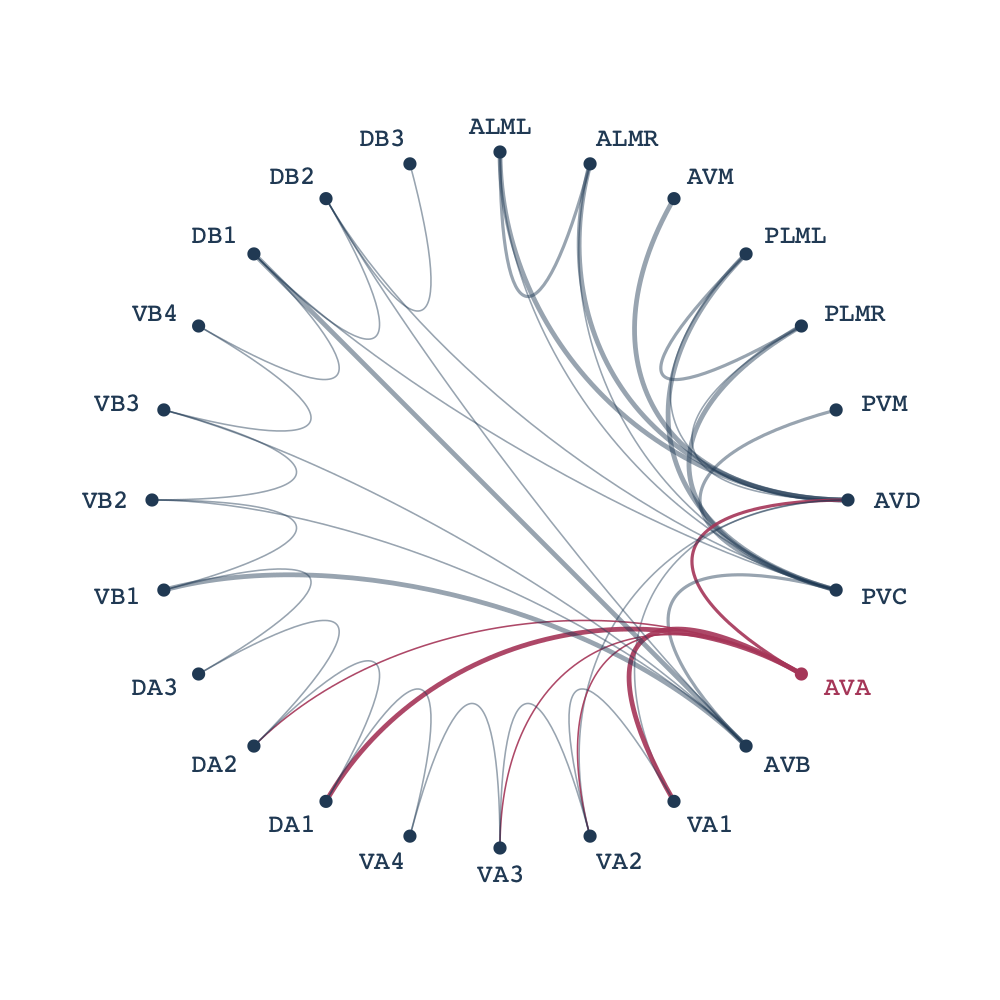 ALML
ALMR
DB3
AVM
DB2
PLML
DB1
PLMR
VB4
PVM
VB3
AVD
VB2
PVC
VB1
AVA
DA3
AVB
DA2
VA1
DA1
VA2
VA4
VA3